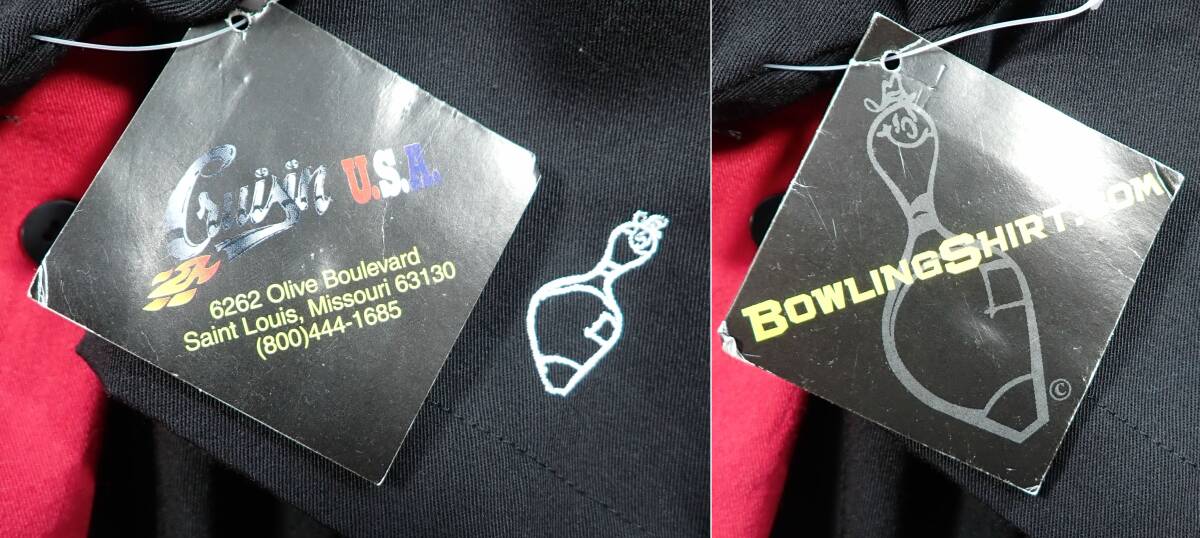 Cruisin U.S.A.
6262 Olive Boulevard
Saint Louis, Missouri 63130
(800)444-1685
BOWLINGSHIRT.COM
©